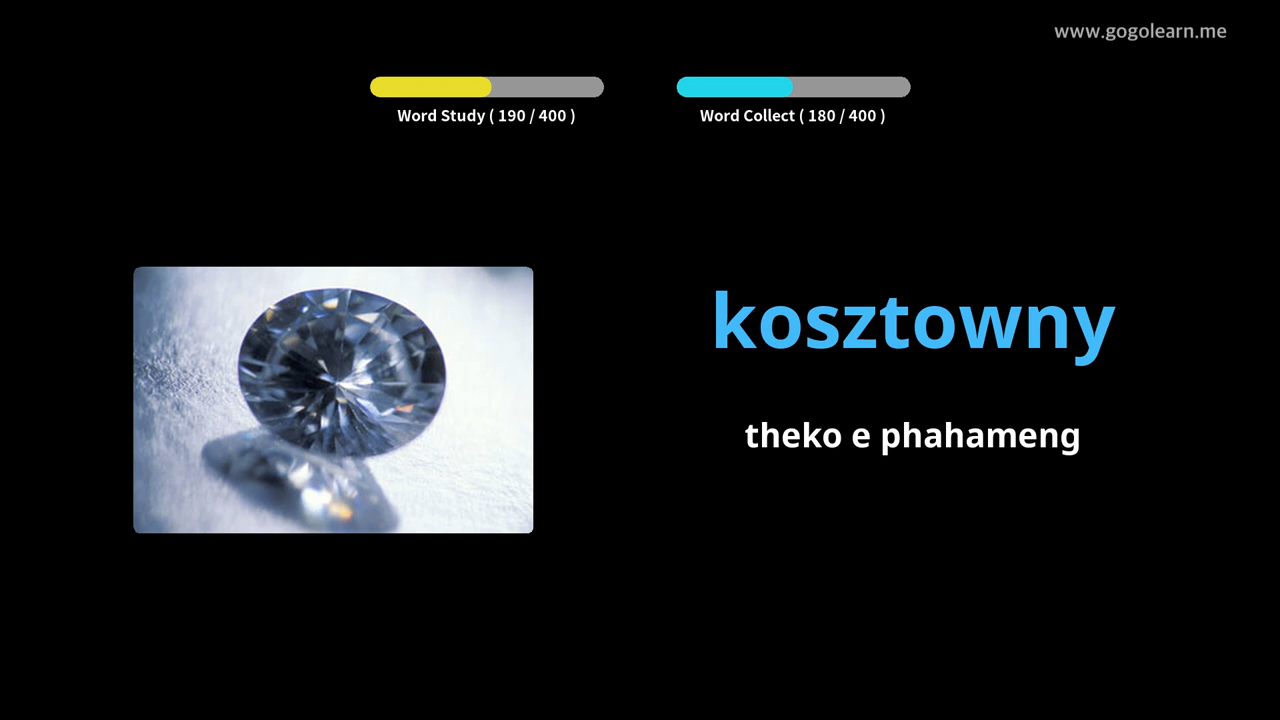 www.gogolearn.me
Word Study ( 190 / 400 )
Word Collect ( 180 / 400 )
kosztowny
theko e phahameng